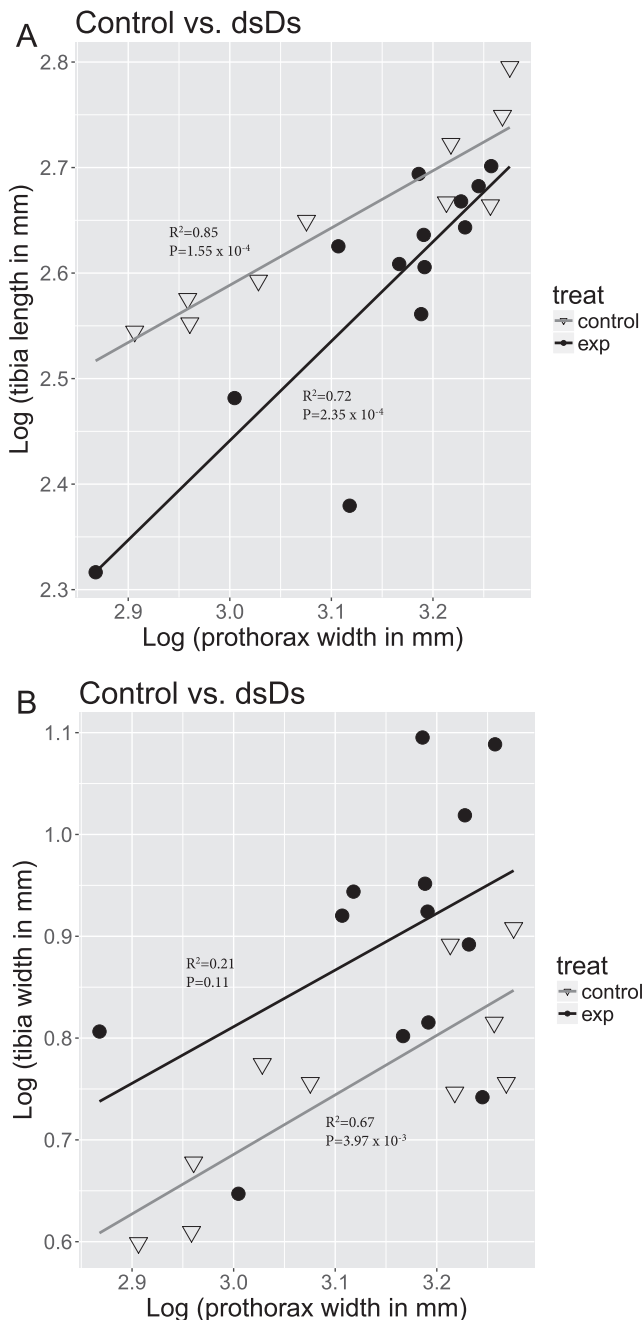 A
Control vs. dsDs
2.8
2.7
2.6
2.5
2.4
2.3
Log (tibia length in mm)
R²=0.85
P=1.55 x 10⁻⁴
R²=0.72
P=2.35 x 10⁻⁴
2.9 3.0 3.1 3.2
Log (prothorax width in mm)
treat
control
exp
B
Control vs. dsDs
1.1
1.0
0.9
0.8
0.7
0.6
Log (tibia width in mm)
R²=0.21
P=0.11
R²=0.67
P=3.97 x 10⁻³
2.9 3.0 3.1 3.2
Log (prothorax width in mm)
treat
control
exp